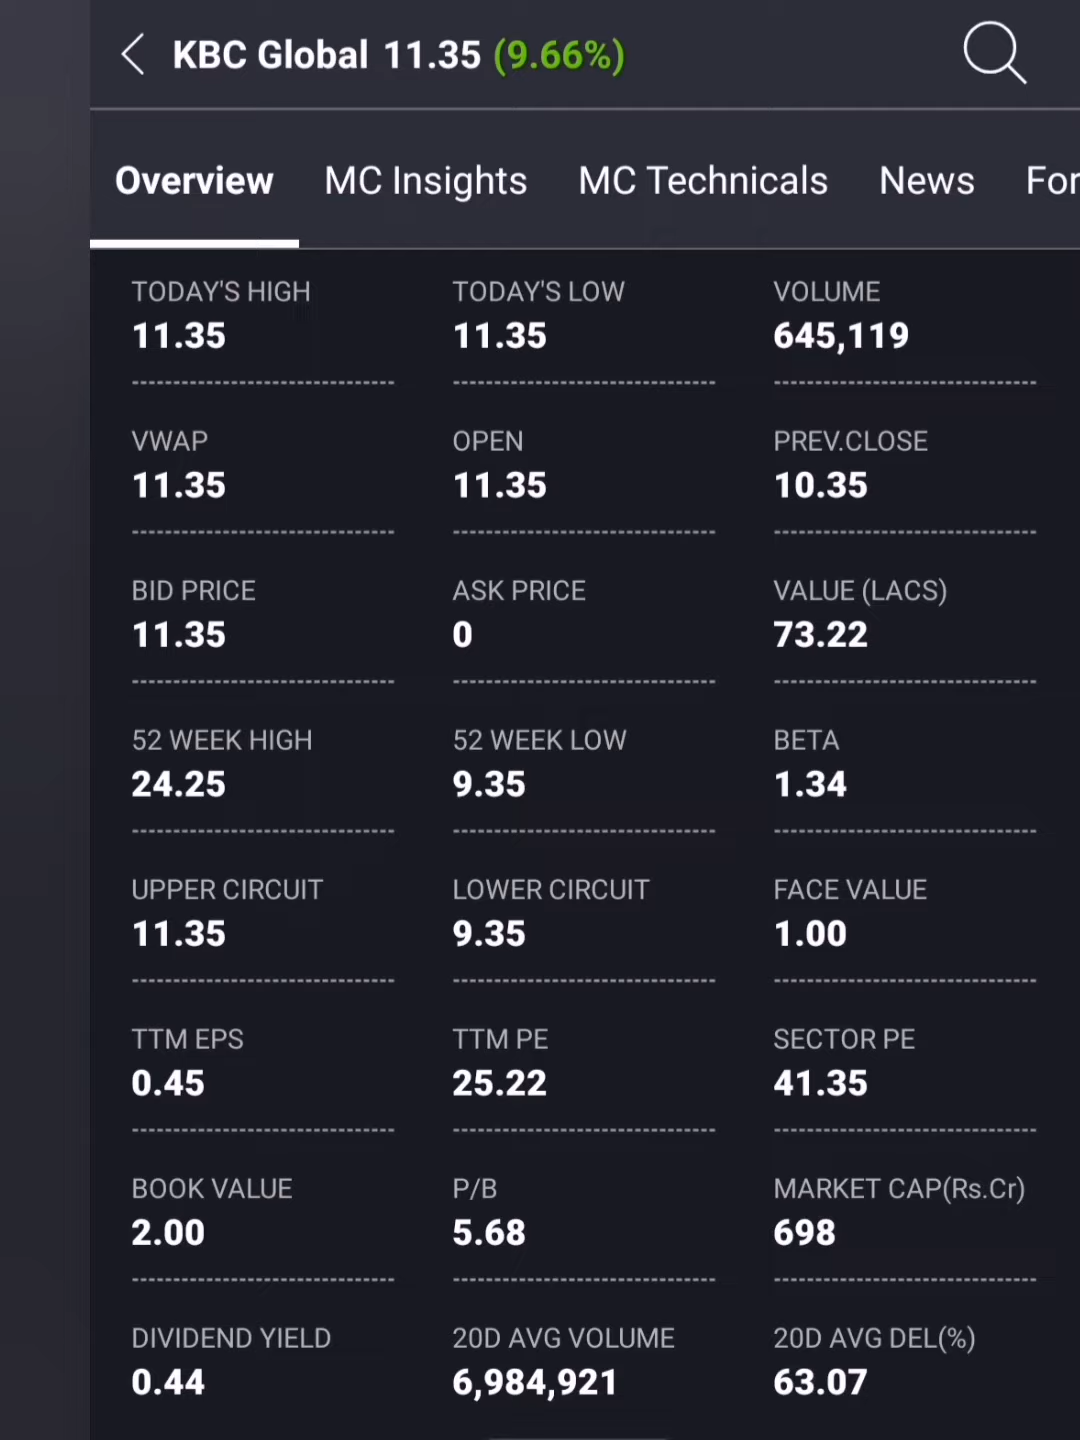 KBC Global 11.35 (9.66%)
Overview MC Insights MC Technicals News For
TODAY'S HIGH TODAY'S LOW VOLUME
11.35 11.35 645,119
VWAP OPEN PREV.CLOSE
11.35 11.35 10.35
BID PRICE ASK PRICE VALUE (LACS)
11.35 0 73.22
52 WEEK HIGH 52 WEEK LOW BETA
24.25 9.35 1.34
UPPER CIRCUIT LOWER CIRCUIT FACE VALUE
11.35 9.35 1.00
TTM EPS TTM PE SECTOR PE
0.45 25.22 41.35
BOOK VALUE P/B MARKET CAP(Rs.Cr)
2.00 5.68 698
DIVIDEND YIELD 20D AVG VOLUME 20D AVG DEL(%)
0.44 6,984,921 63.07